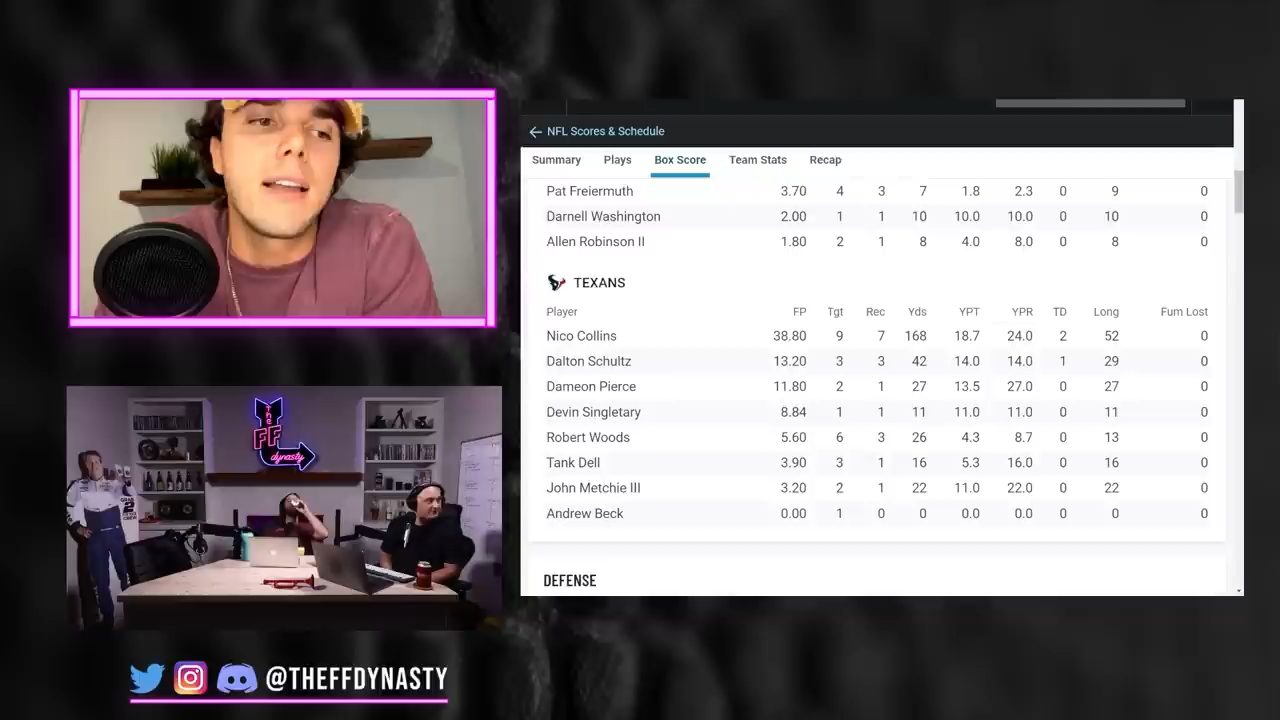 NFL Scores & Schedule
Summary Plays Box Score Team Stats Recap
Pat Freiermuth 3.70 4 3 7 1.8 2.3 0 9 0
Darnell Washington 2.00 1 1 10 10.0 10.0 0 10 0
Allen Robinson II 1.80 2 1 8 4.0 8.0 0 8 0
TEXANS
Player FP Tgt Rec Yds YPT YPR TD Long Fum Lost
Nico Collins 38.80 9 7 168 18.7 24.0 2 52 0
Dalton Schultz 13.20 3 3 42 14.0 14.0 1 29 0
Dameon Pierce 11.80 2 1 27 13.5 27.0 0 27 0
Devin Singletary 8.84 1 1 11 11.0 11.0 0 11 0
Robert Woods 5.60 6 3 26 4.3 8.7 0 13 0
Tank Dell 3.90 3 1 16 5.3 16.0 0 16 0
John Metchie III 3.20 2 1 22 11.0 22.0 0 22 0
Andrew Beck 0.00 1 0 0 0.0 0.0 0 0 0
DEFENSE
The
FF
dynasty
@THEFFDYNASTY